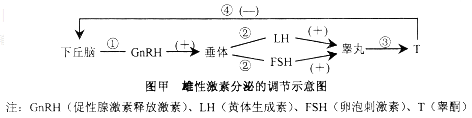 ④ (—)
下丘脑 ① GnRH (+) 垂体 ② LH (+) 睾丸 ③ T
② FSH (+)
图甲 雄性激素分泌的调节示意图
注：GnRH（促性腺激素释放激素）、LH（黄体生成素）、FSH（卵泡刺激素）、T（睾酮）